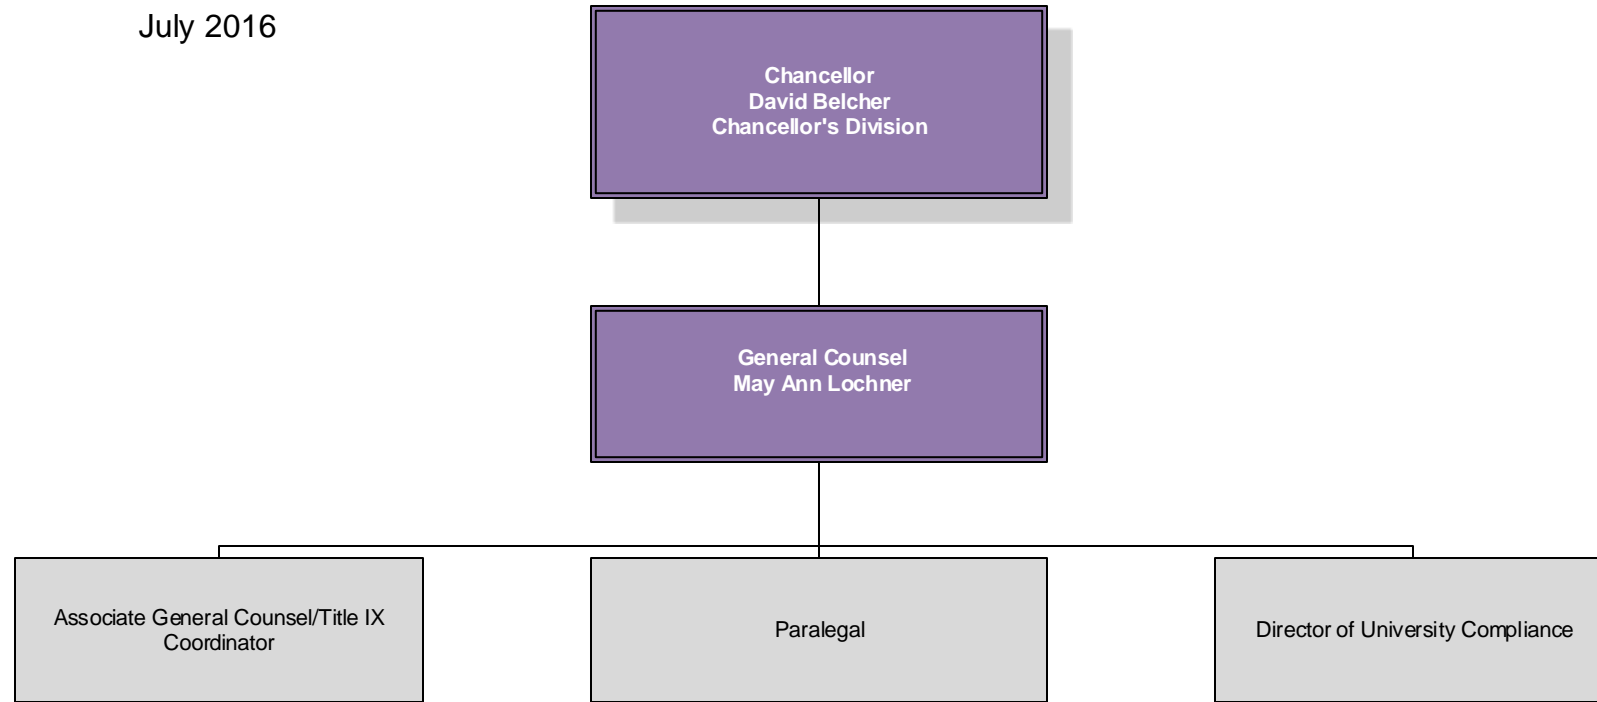 July 2016
Chancellor
David Belcher
Chancellor's Division
General Counsel
May Ann Lochner
Associate General Counsel/Title IX
Coordinator
Paralegal
Director of University Compliance